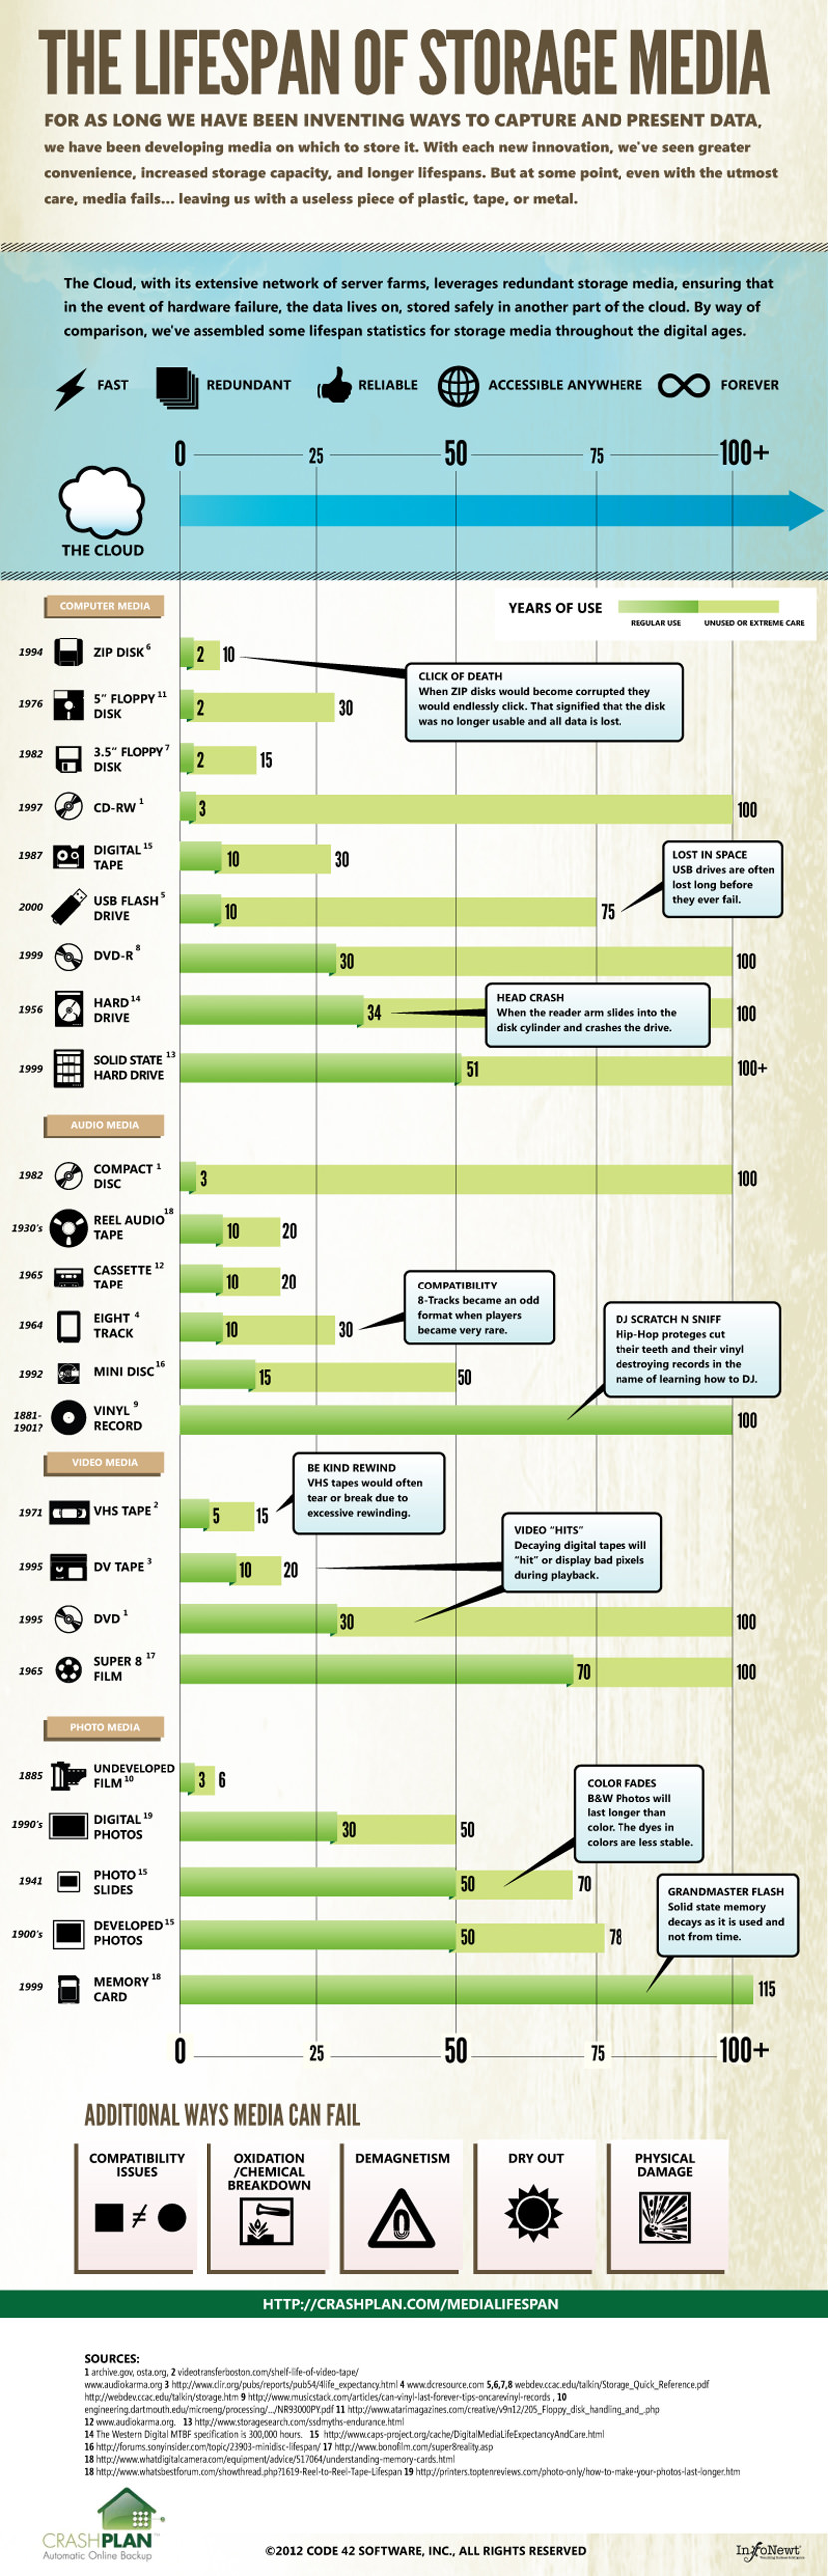 THE LIFESPAN OF STORAGE MEDIA
FOR AS LONG WE HAVE BEEN INVENTING WAYS TO CAPTURE AND PRESENT DATA,
we have been developing media on which to store it. With each new innovation, we've seen greater
convenience, increased storage capacity, and longer lifespans. But at some point, even with the utmost
care, media fails... leaving us with a useless piece of plastic, tape, or metal.
The Cloud, with its extensive network of server farms, leverages redundant storage media, ensuring that
in the event of hardware failure, the data lives on, stored safely in another part of the cloud. By way of
comparison, we've assembled some lifespan statistics for storage media throughout the digital ages.
FAST REDUNDANT RELIABLE ACCESSIBLE ANYWHERE FOREVER
0 25 50 75 100+
THE CLOUD
COMPUTER MEDIA
YEARS OF USE
REGULAR USE UNUSED OR EXTREME CARE
1994 ZIP DISK 6 2 10
CLICK OF DEATH
When ZIP disks would become corrupted they
would endlessly click. That signified that the disk
was no longer usable and all data is lost.
1976 5" FLOPPY 11
DISK 2 30
1982 3.5" FLOPPY 7
DISK 2 15
1997 CD-RW 1 3 100
1987 DIGITAL 15
TAPE 10 30
LOST IN SPACE
USB drives are often
lost long before
they ever fail.
2000 USB FLASH 5
DRIVE 10 75
1999 DVD-R 8 30 100
1956 HARD 14
DRIVE 34 100
HEAD CRASH
When the reader arm slides into the
disk cylinder and crashes the drive.
1999 SOLID STATE 13
HARD DRIVE 51 100+
AUDIO MEDIA
1982 COMPACT 1
DISC 3 100
1930's REEL AUDIO 18
TAPE 10 20
1965 CASSETTE 12
TAPE 10 20
COMPATIBILITY
8-Tracks became an odd
format when players
became very rare.
1964 EIGHT 4
TRACK 10 30
DJ SCRATCH N SNIFF
Hip-Hop proteges cut
their teeth and their vinyl
destroying records in the
name of learning how to DJ.
1992 MINI DISC 16 15 50
1881-
1901? VINYL 9
RECORD 100
VIDEO MEDIA
BE KIND REWIND
VHS tapes would often
tear or break due to
excessive rewinding.
1971 VHS TAPE 2 5 15
VIDEO "HITS"
Decaying digital tapes will
"hit" or display bad pixels
during playback.
1995 DV TAPE 3 10 20
1995 DVD 1 30 100
1965 SUPER 8 17
FILM 70 100
PHOTO MEDIA
1885 UNDEVELOPED
FILM 10 3 6
COLOR FADES
B&W Photos will
last longer than
color. The dyes in
colors are less stable.
1990's DIGITAL 19
PHOTOS 30 50
1941 PHOTO 15
SLIDES 50 70
GRANDMASTER FLASH
Solid state memory
decays as it is used and
not from time.
1900's DEVELOPED 15
PHOTOS 50 78
1999 MEMORY 18
CARD 115
0 25 50 75 100+
ADDITIONAL WAYS MEDIA CAN FAIL
COMPATIBILITY
ISSUES
OXIDATION
/CHEMICAL
BREAKDOWN
DEMAGNETISM
DRY OUT
PHYSICAL
DAMAGE
HTTP://CRASHPLAN.COM/MEDIALIFESPAN
SOURCES:
1 archive.gov, osta.org, 2 videotransferboston.com/shelf-life-of-video-tape/
www.audiokarma.org 3 http://www.clir.org/pubs/reports/pub54/4life_expectancy.html 4 www.dcresource.com 5,6,7,8 webdev.ccac.edu/talkin/Storage_Quick_Reference.pdf
http://webdev.ccac.edu/talkin/storage.htm 9 http://www.musicstack.com/articles/can-vinyl-last-forever-tips-oncarevinyl-records , 10
engineering.dartmouth.edu/microeng/processing/.../NR93000PY.pdf 11 http://www.atarimagazines.com/creative/v9n12/205_Floppy_disk_handling_and_.php
12 www.audiokarma.org. 13 http://www.storagesearch.com/ssdmyths-endurance.html
14 The Western Digital MTBF specification is 300,000 hours. 15 http://www.caps-project.org/cache/DigitalMediaLifeExpectancyAndCare.html
16 http://forums.sonyinsider.com/topic/23903-minidisc-lifespan/ 17 http://www.bonofilm.com/super8reality.asp
18 http://www.whatdigitalcamera.com/equipment/advice/517064/understanding-memory-cards.html
18 http://www.whatsbestforum.com/showthread.php?1619-Reel-to-Reel-Tape-Lifespan 19 http://printers.toptenreviews.com/photo-only/how-to-make-your-photos-last-longer.htm
CRASHPLAN™
Automatic Online Backup
©2012 CODE 42 SOFTWARE, INC., ALL RIGHTS RESERVED
InfoNewt